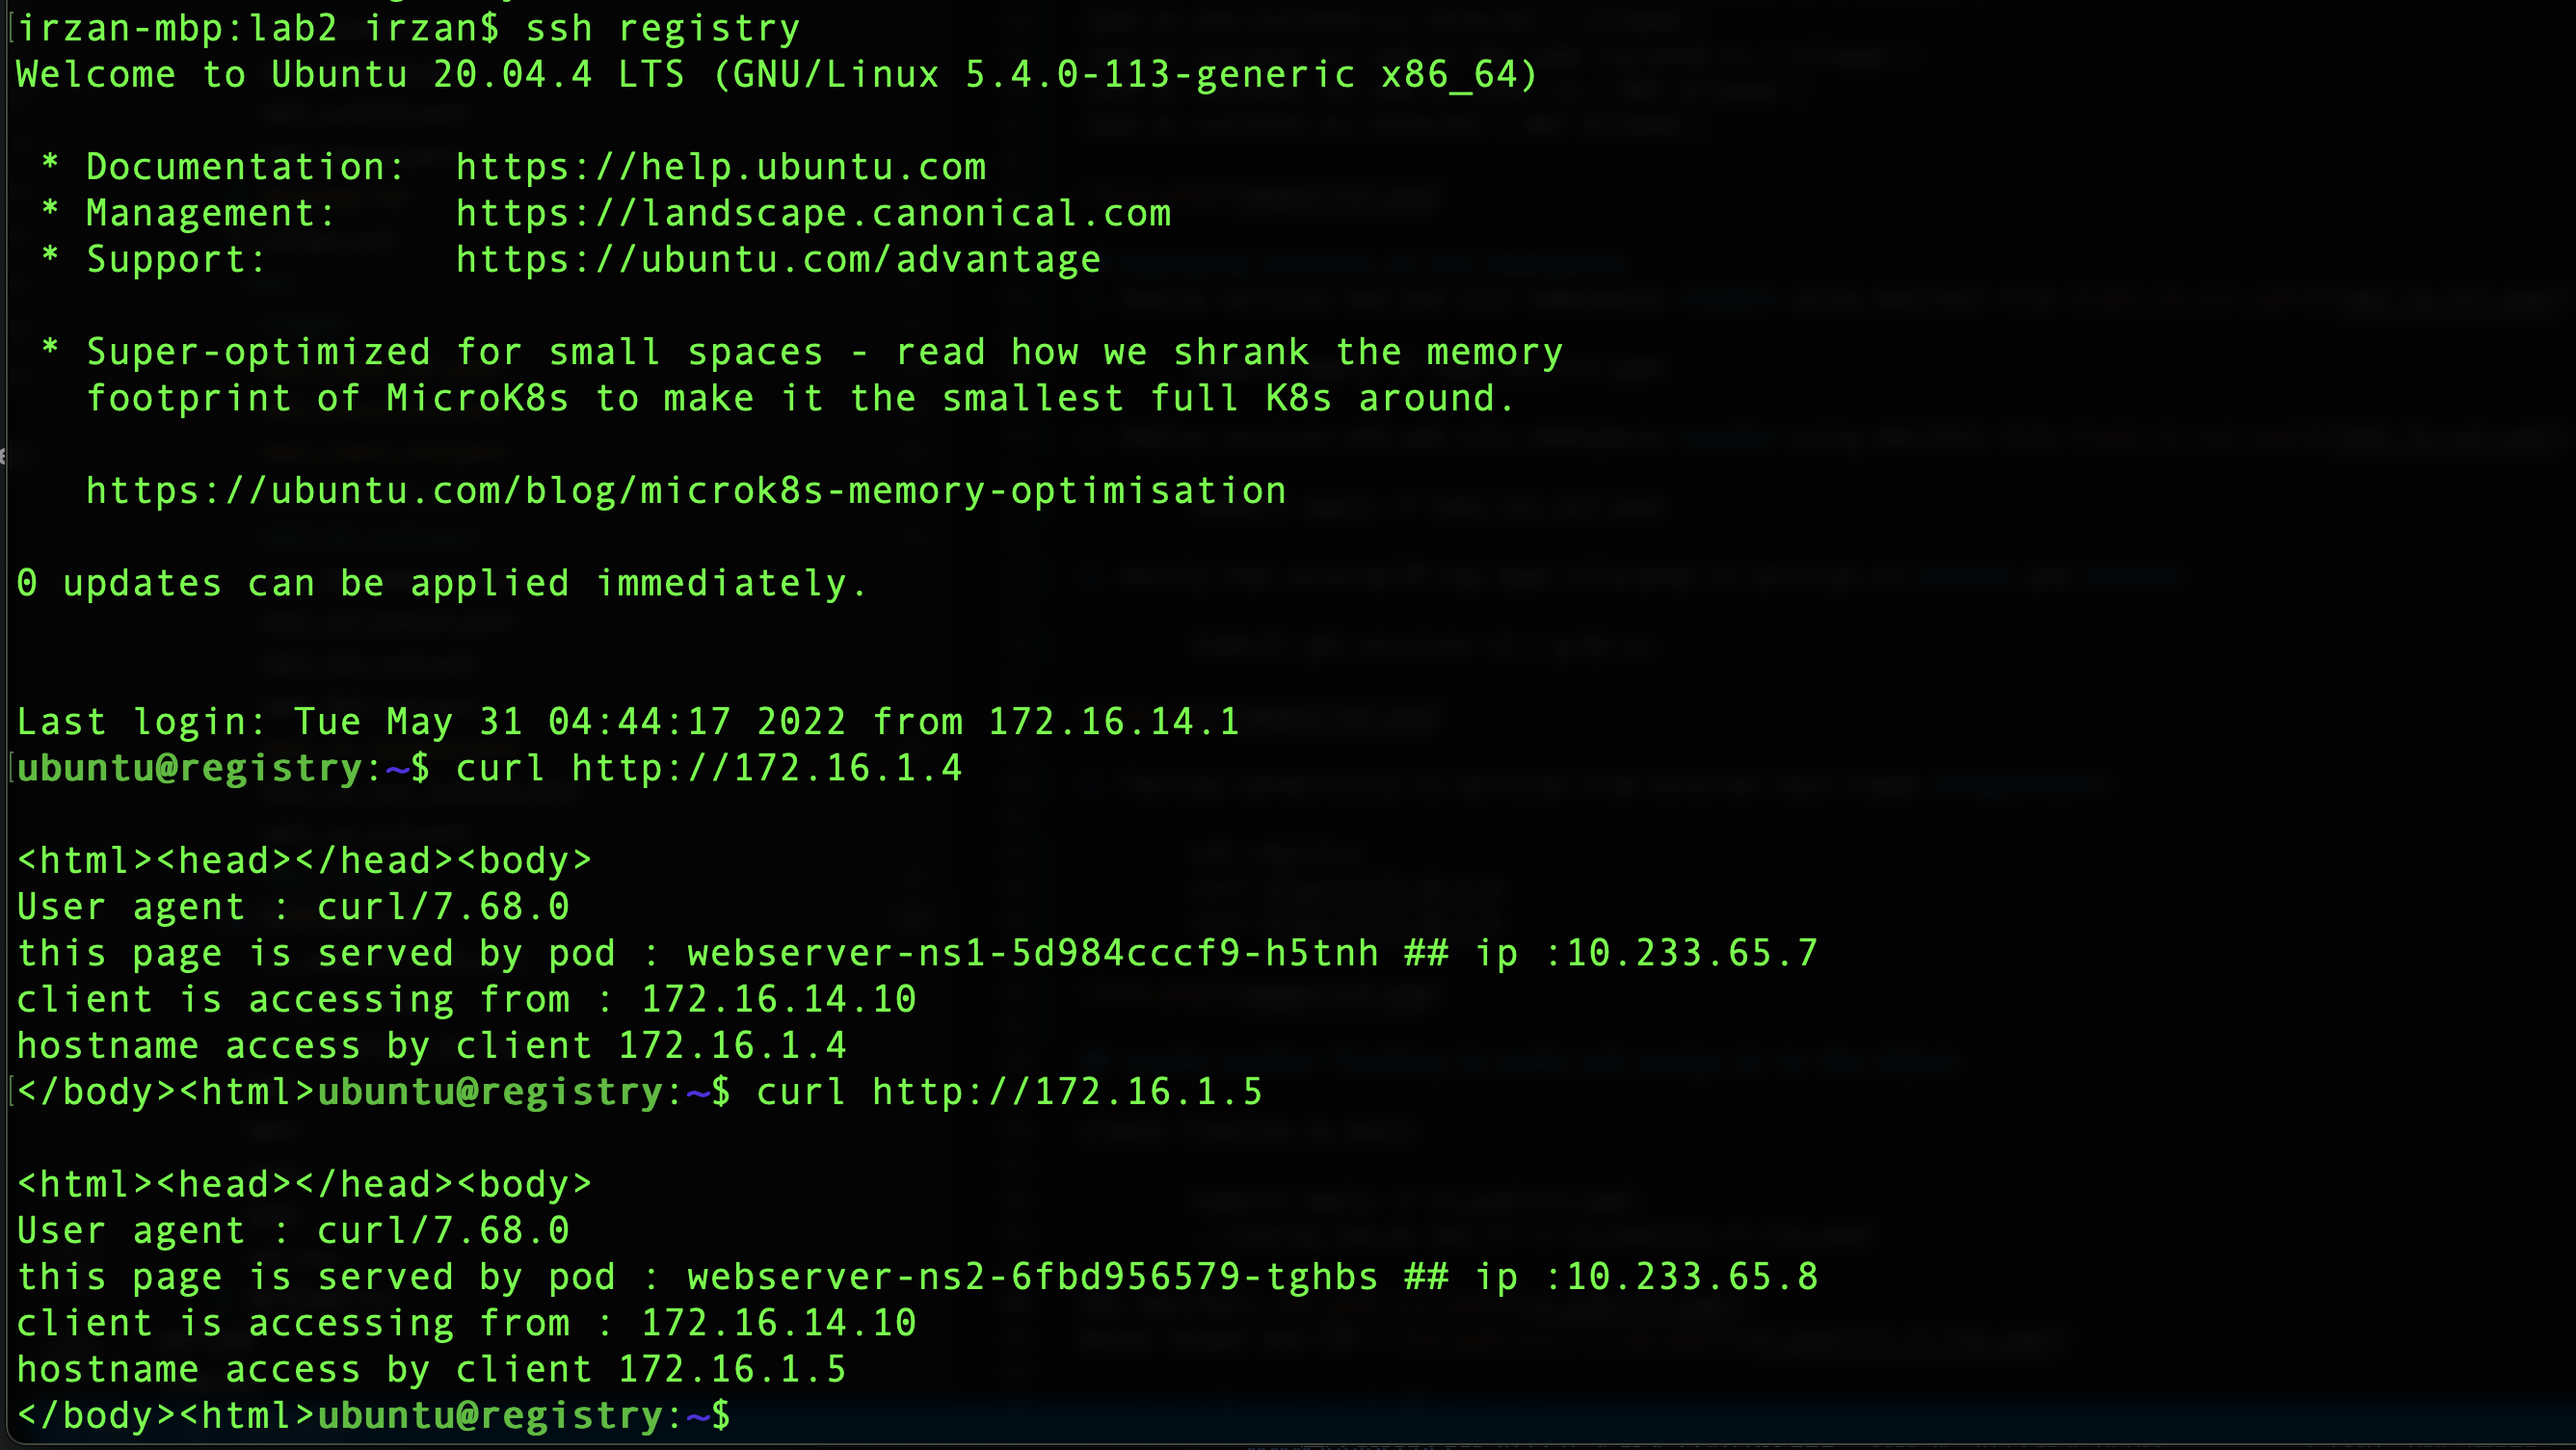 irzan-mbp:lab2 irzan$ ssh registry
Welcome to Ubuntu 20.04.4 LTS (GNU/Linux 5.4.0-113-generic x86_64)
* Documentation:  https://help.ubuntu.com
* Management:     https://landscape.canonical.com
* Support:        https://ubuntu.com/advantage
* Super-optimized for small spaces - read how we shrank the memory
footprint of MicroK8s to make it the smallest full K8s around.
https://ubuntu.com/blog/microk8s-memory-optimisation
0 updates can be applied immediately.
Last login: Tue May 31 04:44:17 2022 from 172.16.14.1
ubuntu@registry:~$ curl http://172.16.1.4
<html><head></head><body>
User agent : curl/7.68.0
this page is served by pod : webserver-ns1-5d984cccf9-h5tnh ## ip :10.233.65.7
client is accessing from : 172.16.14.10
hostname access by client 172.16.1.4
</body><html>ubuntu@registry:~$ curl http://172.16.1.5
<html><head></head><body>
User agent : curl/7.68.0
this page is served by pod : webserver-ns2-6fbd956579-tghbs ## ip :10.233.65.8
client is accessing from : 172.16.14.10
hostname access by client 172.16.1.5
</body><html>ubuntu@registry:~$